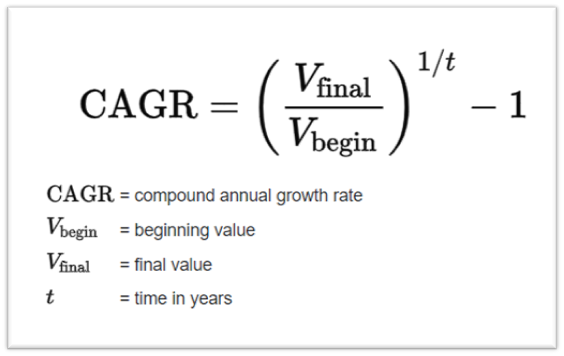 CAGR = (V_final / V_begin)^1/t − 1
CAGR = compound annual growth rate
V_begin = beginning value
V_final = final value
t = time in years